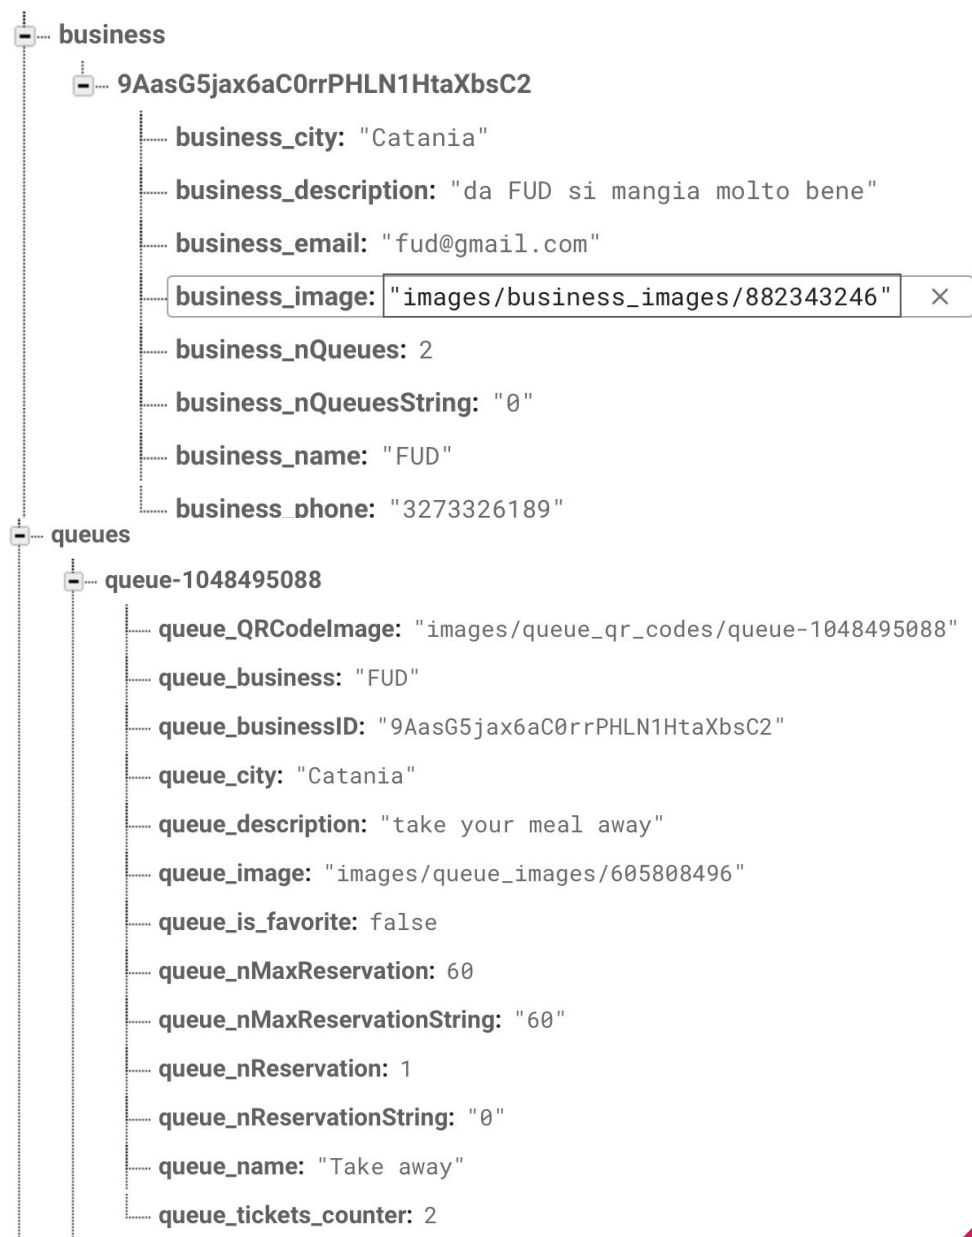 business
9AasG5jax6aC0rrPHLN1HtaXbsC2
business_city: "Catania"
business_description: "da FUD si mangia molto bene"
business_email: "fud@gmail.com"
business_image: "images/business_images/882343246"
business_nQueues: 2
business_nQueuesString: "0"
business_name: "FUD"
business_phone: "3273326189"
queues
queue-1048495088
queue_QRCodeImage: "images/queue_qr_codes/queue-1048495088"
queue_business: "FUD"
queue_businessID: "9AasG5jax6aC0rrPHLN1HtaXbsC2"
queue_city: "Catania"
queue_description: "take your meal away"
queue_image: "images/queue_images/605808496"
queue_is_favorite: false
queue_nMaxReservation: 60
queue_nMaxReservationString: "60"
queue_nReservation: 1
queue_nReservationString: "0"
queue_name: "Take away"
queue_tickets_counter: 2